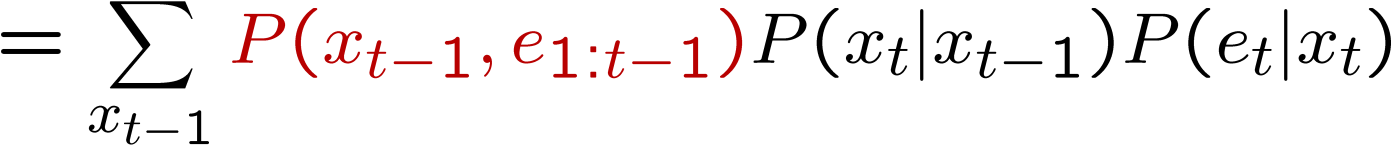 = ∑_{x_{t−1}} P(x_{t−1}, e_{1:t−1})P(x_t|x_{t−1})P(e_t|x_t)